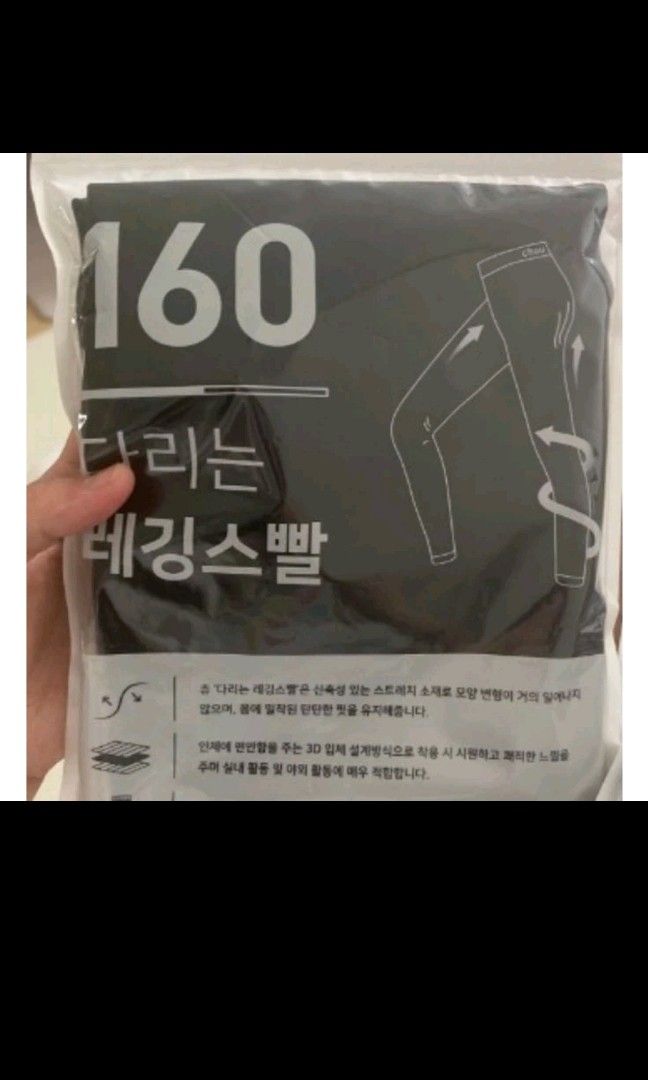 160
chuu
다리는
레깅스빨
츄 '다리는 레깅스빨'은 신축성 있는 스트레치 소재로 모양 변형이 거의 일어나지
않으며, 몸에 밀착된 탄탄한 핏을 유지해줍니다.
인체에 편안함을 주는 3D 입체 설계방식으로 착용 시 시원하고 쾌적한 느낌을
주며 실내 활동 및 야외 활동에 매우 적합합니다.